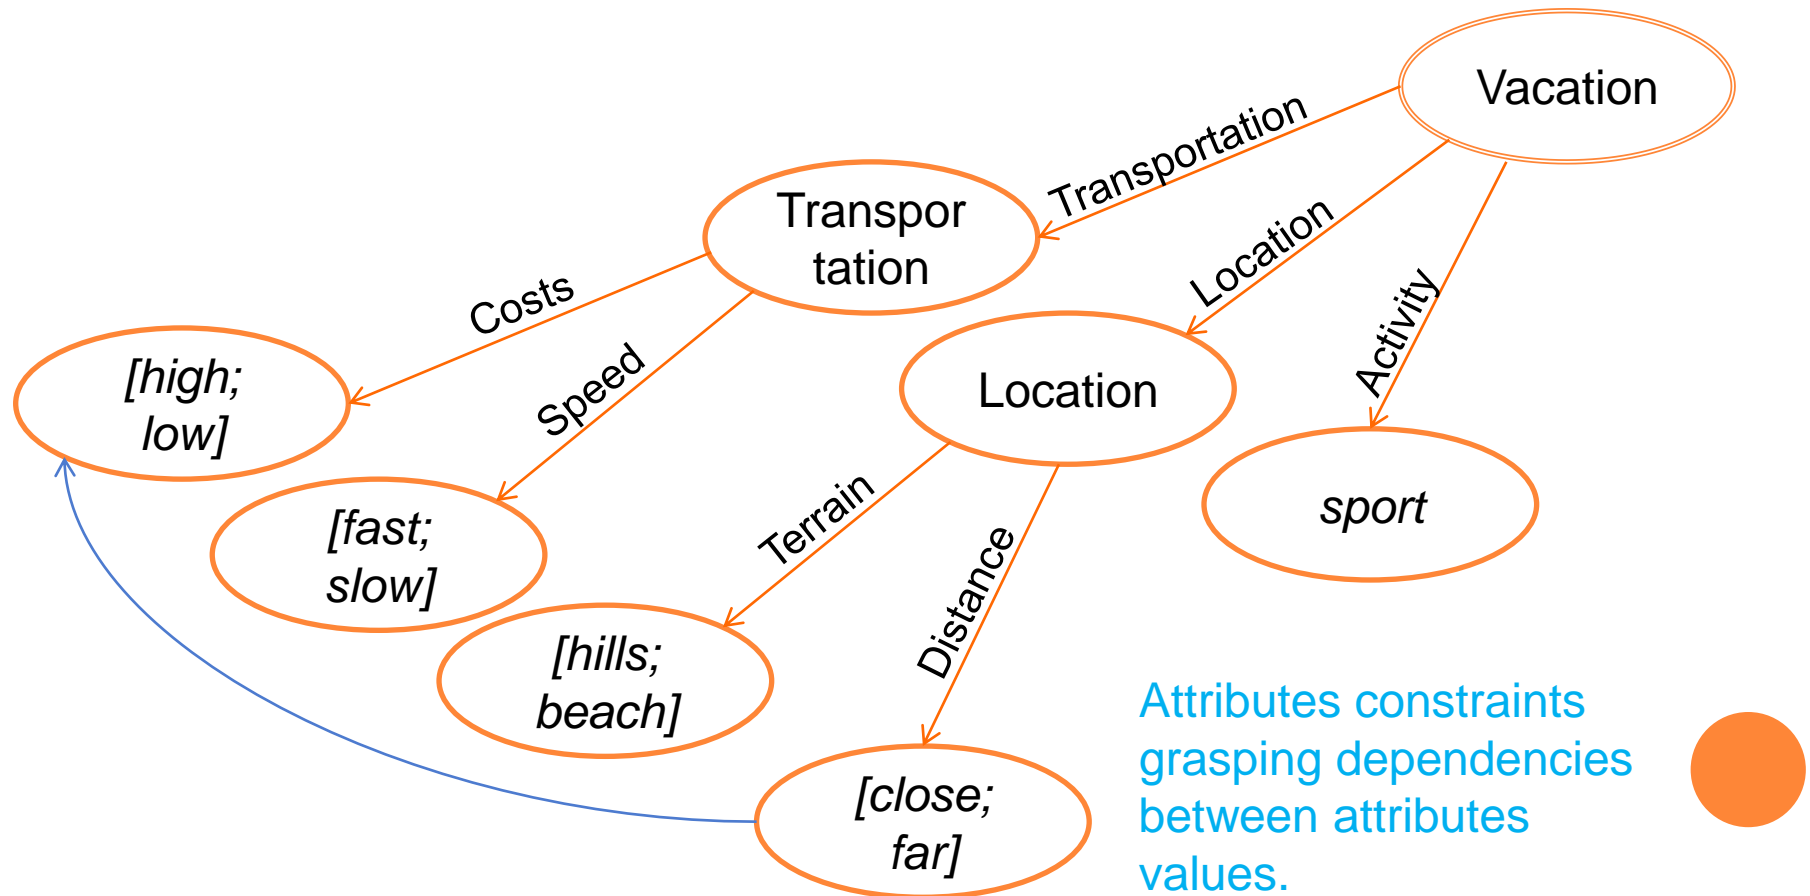 Vacation
Transportation
Transpor
tation
Location
Costs
Activity
Speed
[high;
low]
Location
sport
Terrain
[fast;
slow]
Distance
[hills;
beach]
[close;
far]
Attributes constraints
grasping dependencies
between attributes
values.